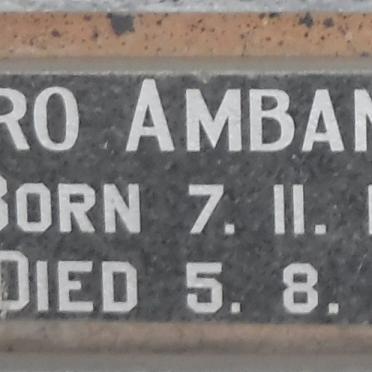 RO AMBAN
BORN 7. 11.
DIED 5. 8.